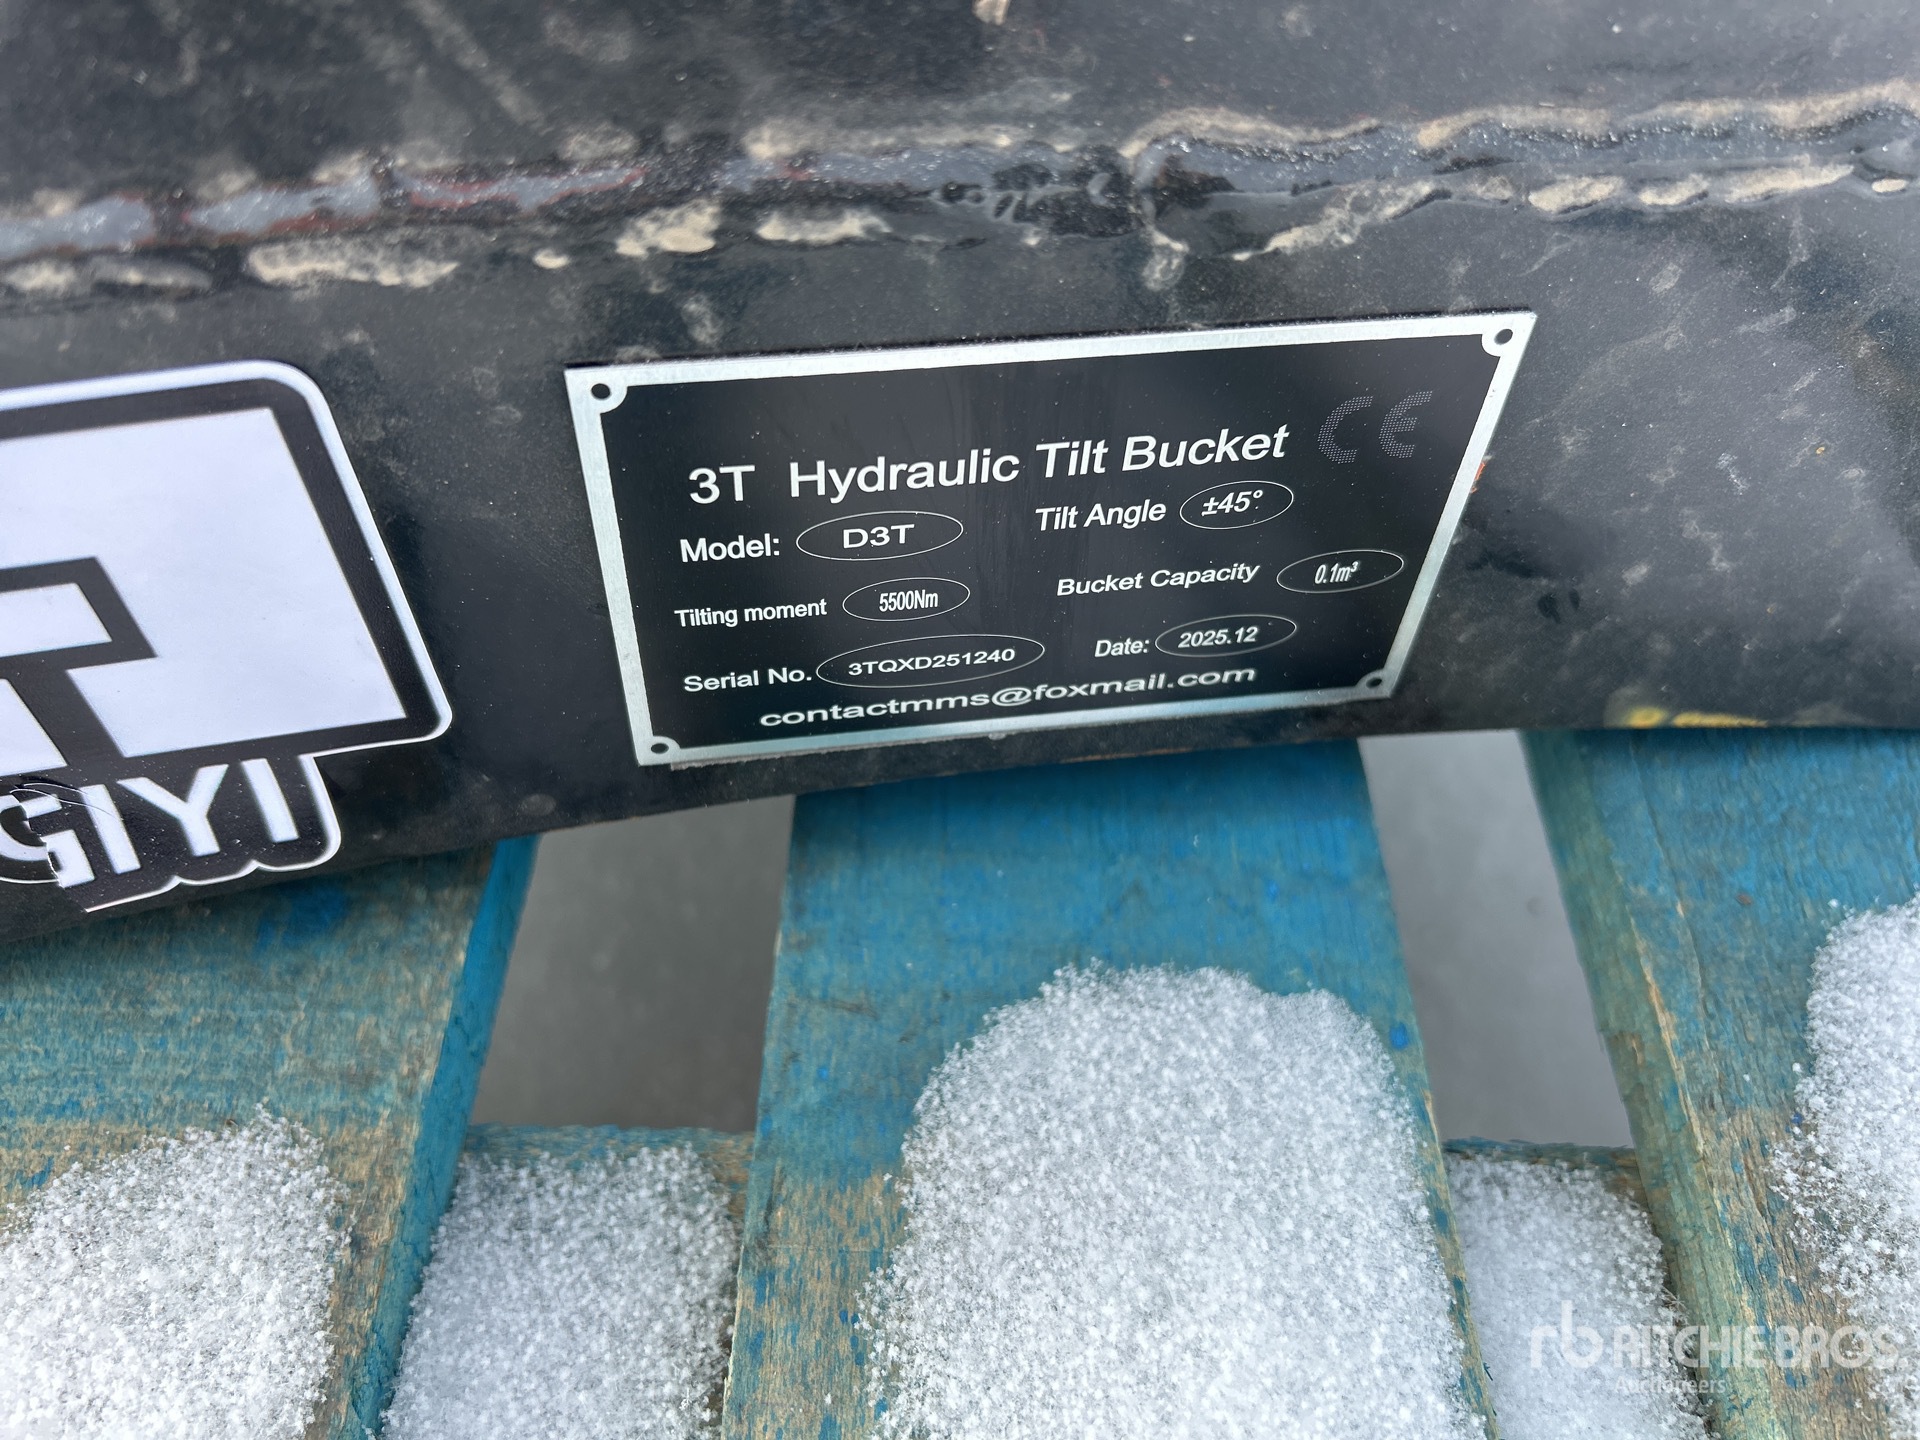 3T Hydraulic Tilt Bucket CE
Model: D3T Tilt Angle ±45°
Tilting moment 5500Nm Bucket Capacity 0.1m³
Serial No. 3TQXD251240 Date: 2025.12
contactmms@foxmail.com
GIYI
rb RITCHIE BROS.
Auctioneers